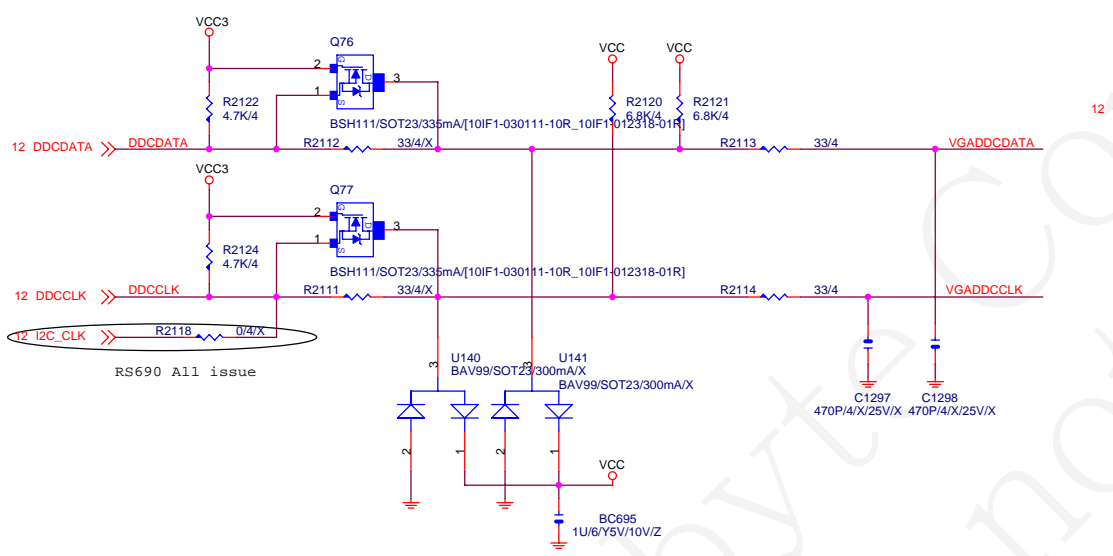 VCC3
Q76
VCC
VCC
G
D
S
2
3
1
R2122
4.7K/4
R2120
6.8K/4
R2121
6.8K/4
12
BSH111/SOT23/335mA/[10IF1-030111-10R_10IF1-012318-01R]
12 DDCDATA
DDCDATA
R2112
33/4/X
R2113
33/4
VGADDCDATA
VCC3
Q77
G
D
S
2
3
1
R2124
4.7K/4
BSH111/SOT23/335mA/[10IF1-030111-10R_10IF1-012318-01R]
12 DDCCLK
DDCCLK
R2111
33/4/X
R2114
33/4
VGADDCCLK
12 I2C_CLK
R2118
0/4/X
RS690 A11 issue
3
U140
BAV99/SOT23/300mA/X
3
U141
BAV99/SOT23/300mA/X
C1297
470P/4/X/25V/X
C1298
470P/4/X/25V/X
2
1
2
1
VCC
BC695
1U/6/Y5V/10V/Z
byte Co
not